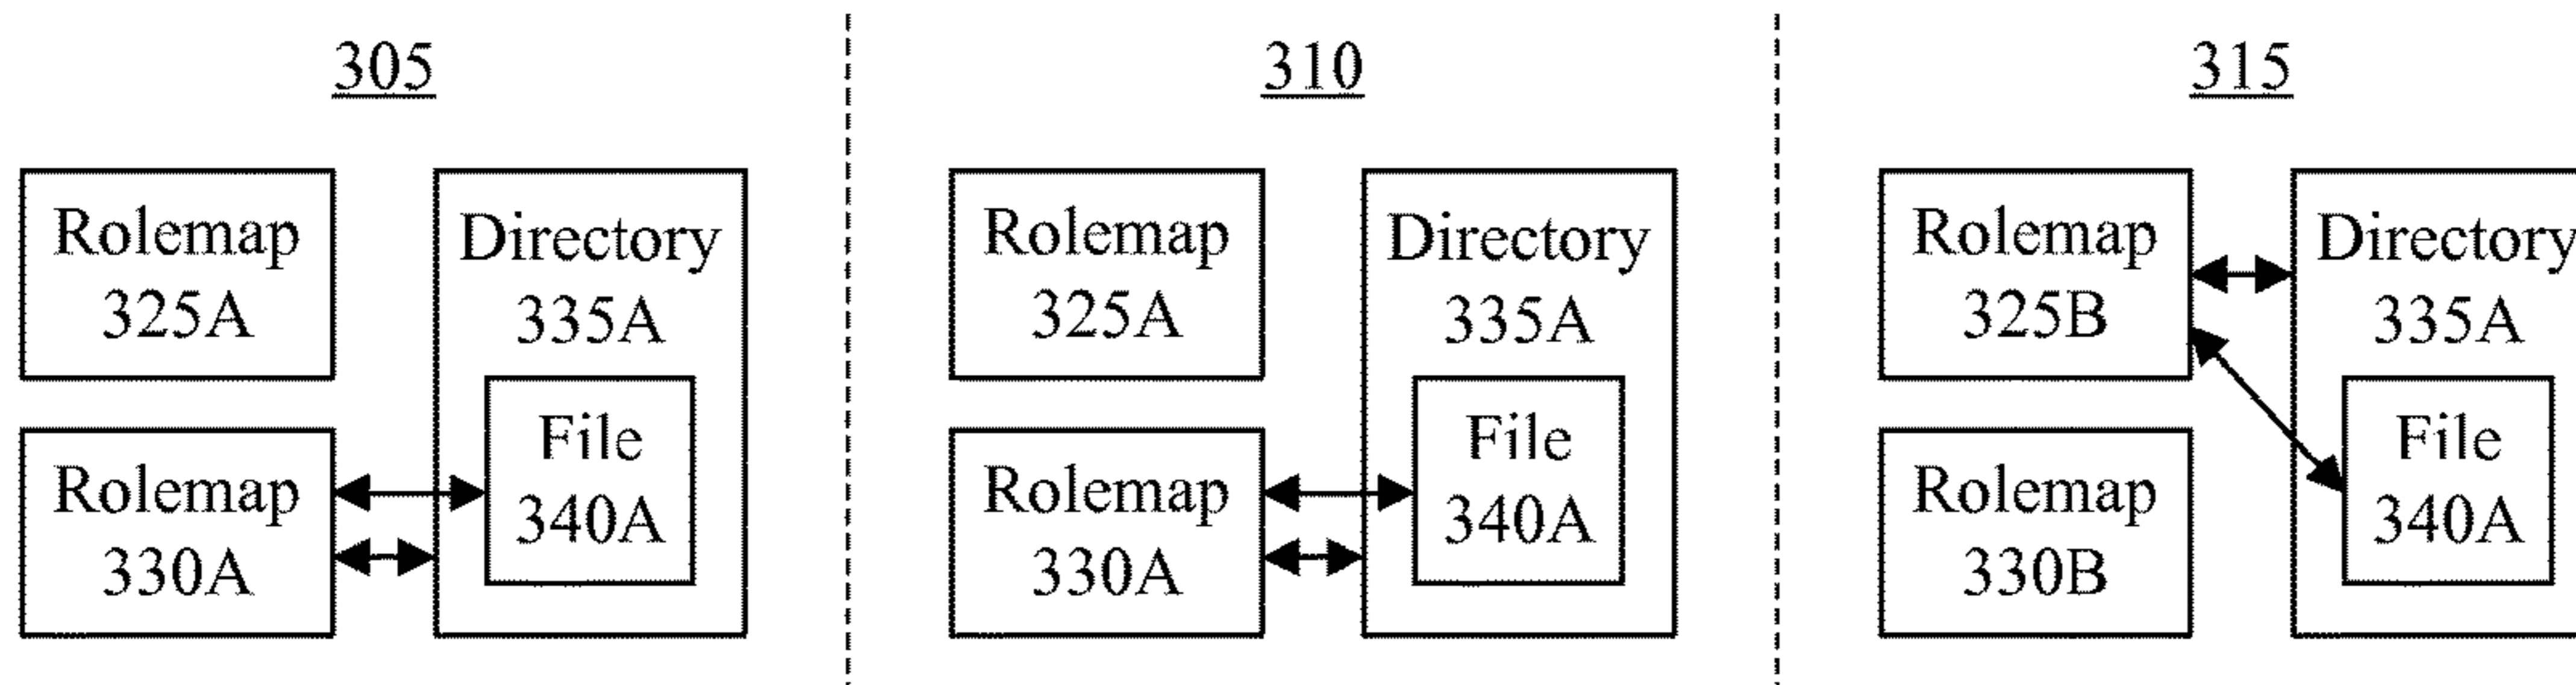 305
Rolemap
325A
Rolemap
330A
Directory
335A
File
340A
310
Rolemap
325A
Rolemap
330A
Directory
335A
File
340A
315
Rolemap
325B
Rolemap
330B
Directory
335A
File
340A